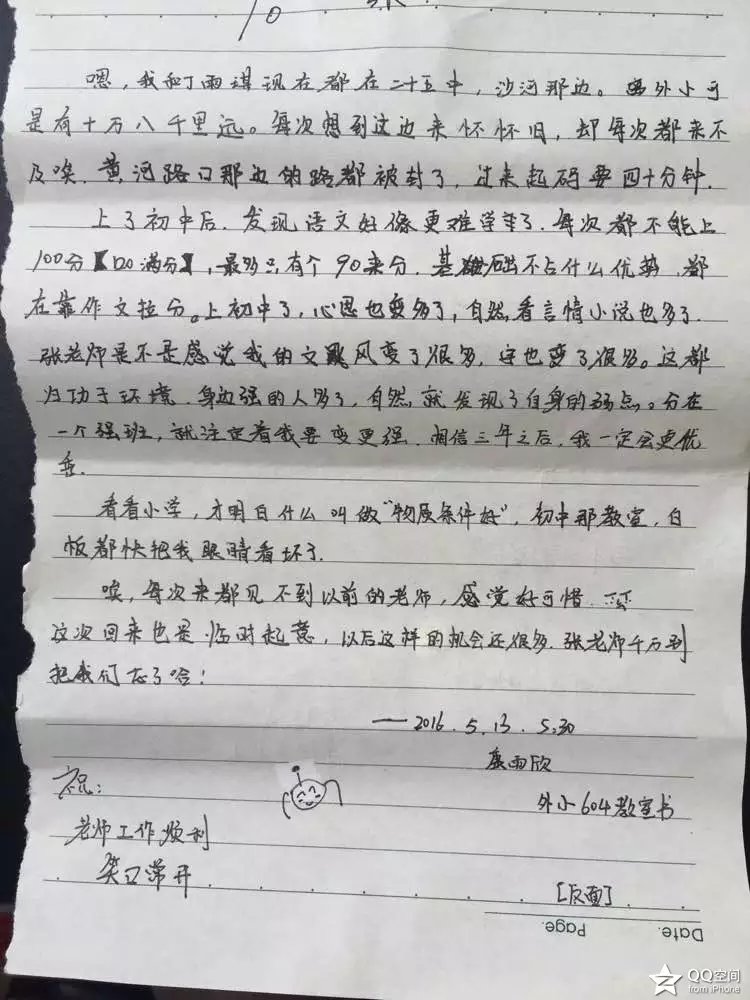 嗯，我和丁雨谋现在都在二十五中，沙河那边。离外小可
是有十万八千里远。每次想到这边来怀怀旧，却每次都来不
及唉．黄河路口那边的路都被封了，过来起码要四十分钟．
上了初中后．发现语文好像更难学了．每次都不能上
100分【120满分】，最多只有个90来分．基础不占什么优势，都
在靠作文拉分。上初中了，心思也变多了，自然看言情小说也多了．
张老师是不是感觉我的文风变了很多，字也变了很多。这都
归功于环境．身边强的人多了，自然就发现了自身的弱点。分在
一个强班，就注定着我要变更强．相信三年之后，我一定会更优
秀．
看看小学，才明白什么叫做“物质条件好”，初中那教室，白
板都快把我眼睛看坏了．
唉，每次来都见不到以前的老师，感觉好可惜．
这次回来也是临时起意，以后这样的机会还很多．张老师千万别
把我们忘了哈！
——2016.5.13.5:30
康雨欣
外小604教室书
祝：
老师工作顺利
笑口常开
[反面]
Page.
Date.
QQ空间
from iPhone